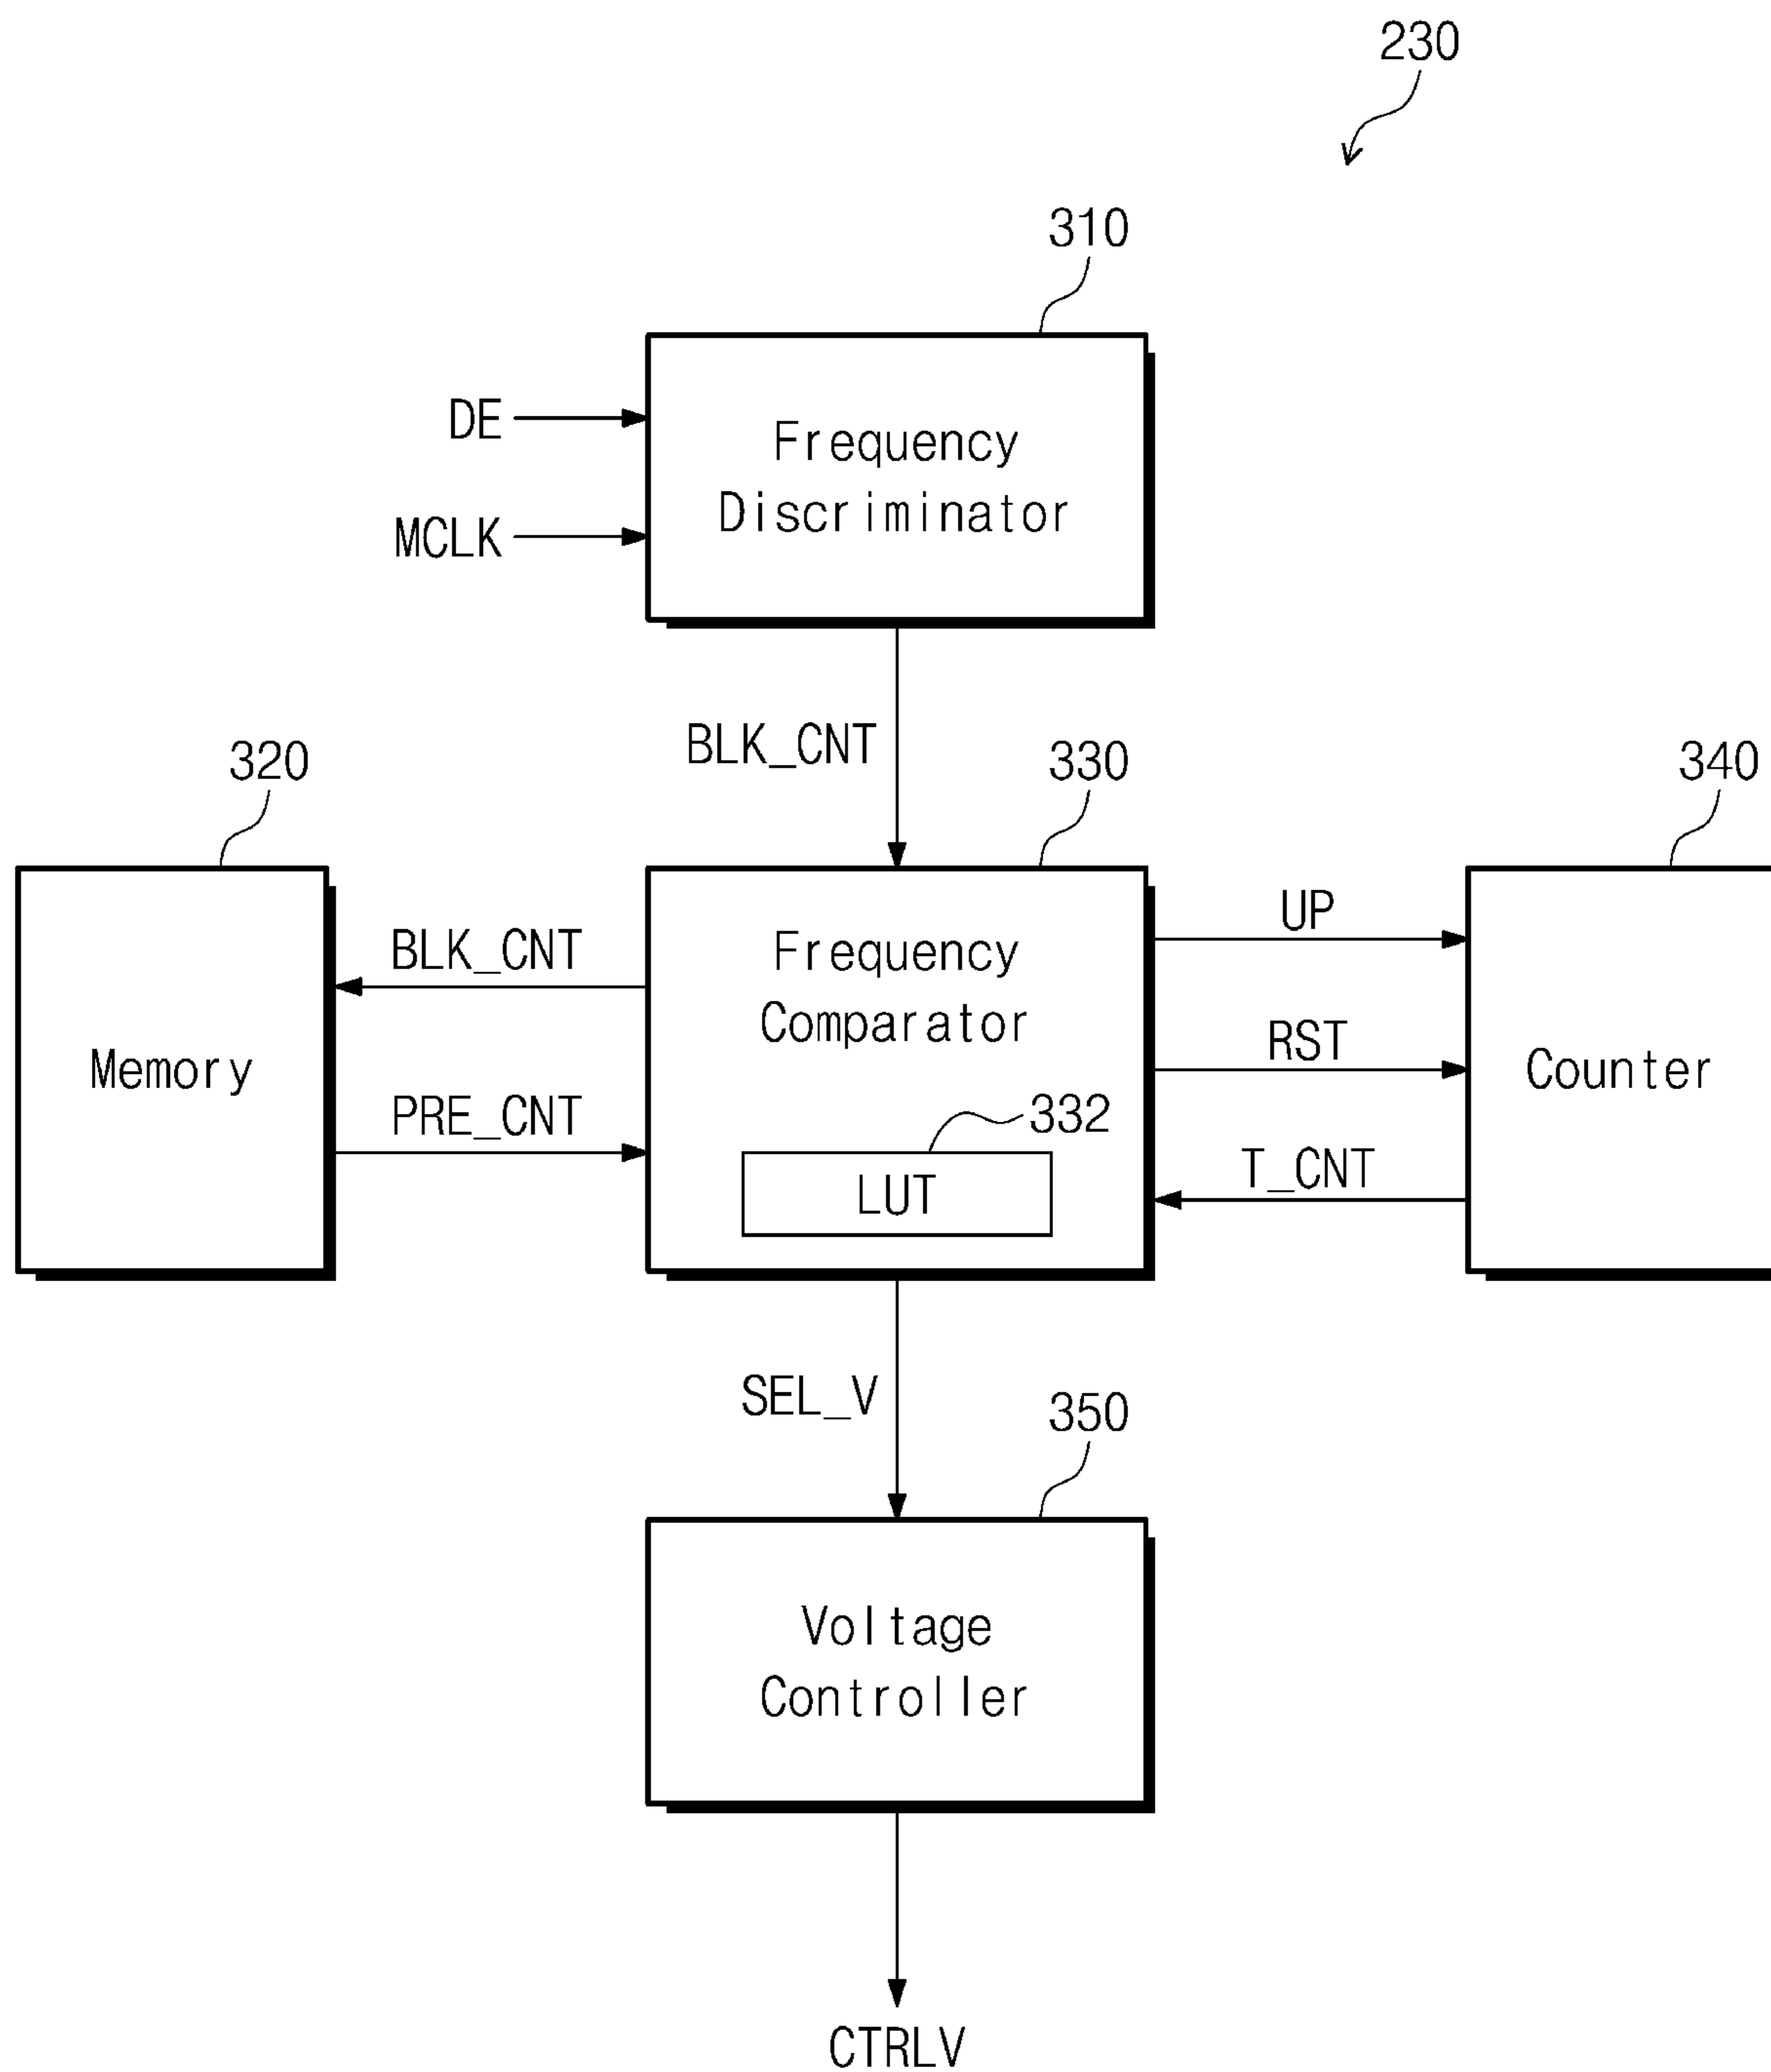 230
310
DE
MCLK
Frequency
Discriminator
BLK_CNT
320
330
340
Memory
BLK_CNT
PRE_CNT
Frequency
Comparator
332
LUT
UP
RST
T_CNT
Counter
SEL_V
350
Voltage
Controller
CTRLV